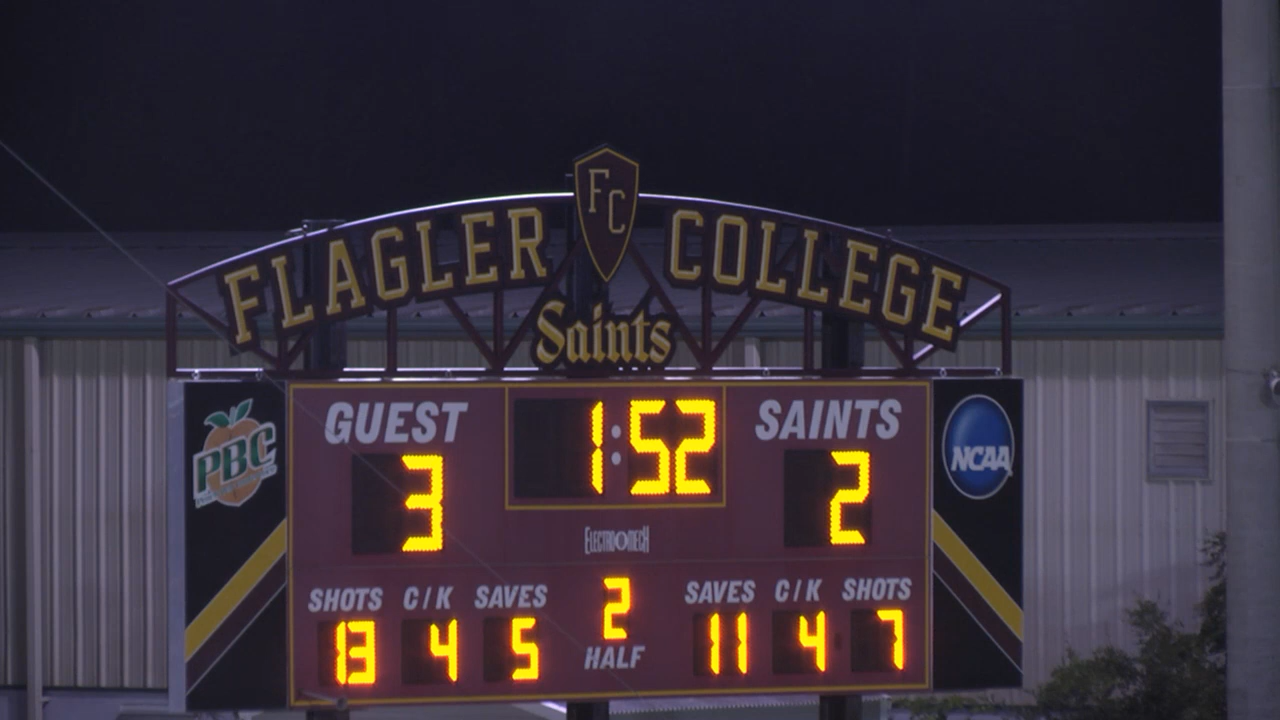 FC
FLAGLER COLLEGE
Saints
GUEST 1:52 SAINTS
3 2
PBC
NCAA
ELECTRO-MECH
SHOTS C/K SAVES 2 SAVES C/K SHOTS
13 4 5 HALF 11 4 7